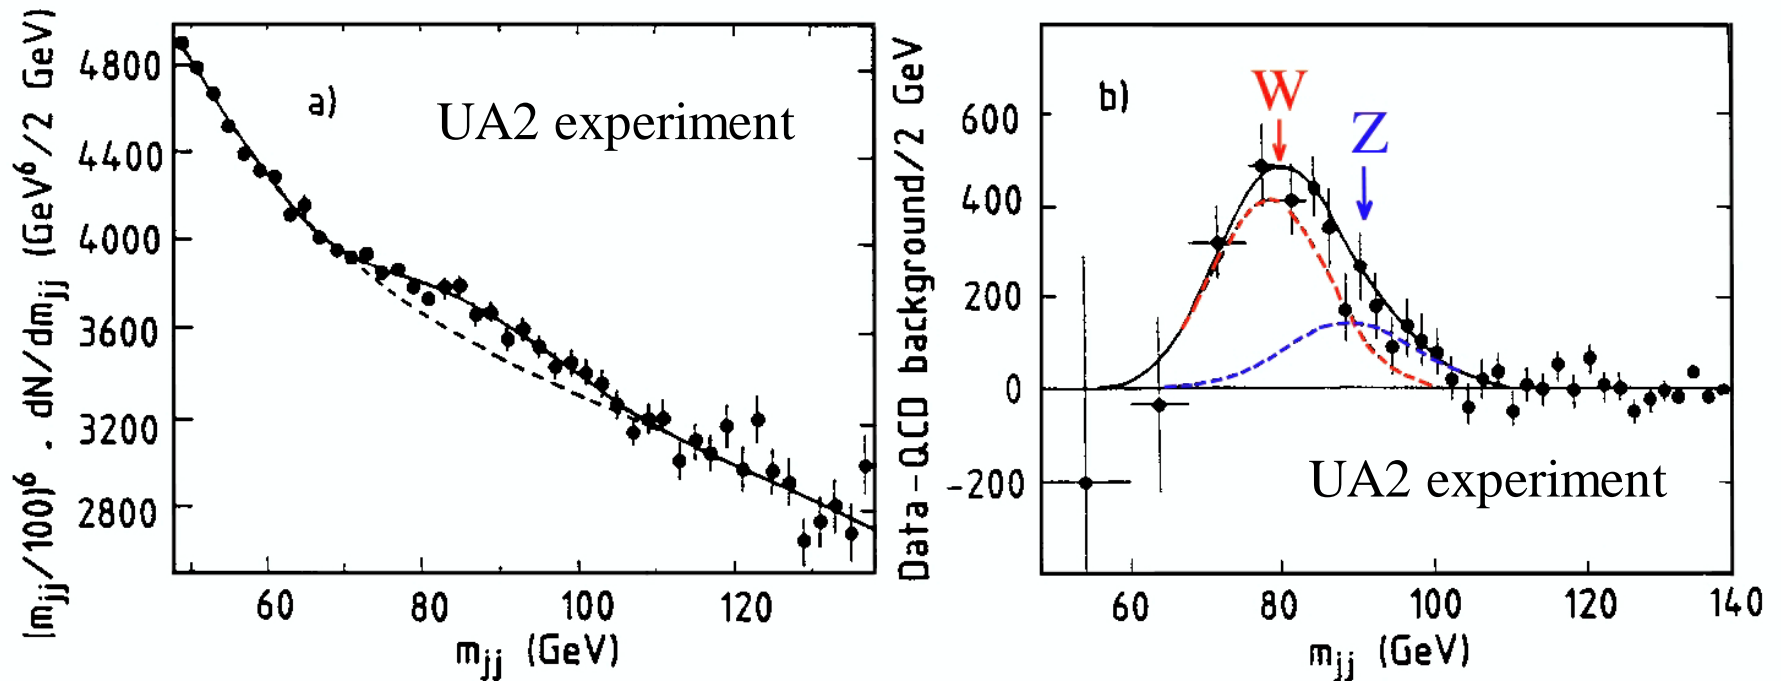 [mjj/100]6 . dN/dmjj (GeV6/2 GeV)
4800
4400
4000
3600
3200
2800
a)
UA2 experiment
60
80
100
120
mjj (GeV)
Data-QCD background/2 GeV
600
400
200
0
-200
b)
W
Z
UA2 experiment
60
80
100
120
140
mjj (GeV)